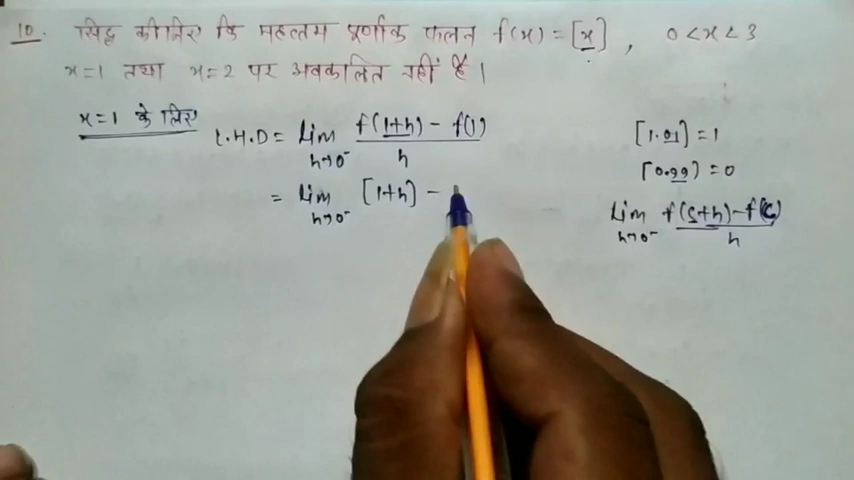 10. सिद्ध कीजिए कि महत्तम पूर्णांक फलन f(x) = [x] , 0 < x < 3
x=1 तथा x=2 पर अवकलित नहीं है ।
x=1 के लिए
L.H.D = Lim h→0⁻ f(1+h) - f(1) / h
= Lim h→0⁻ [1+h] -
[1.01] = 1
[0.99) = 0
Lim h→0⁻ f(c+h) - f(c) / h